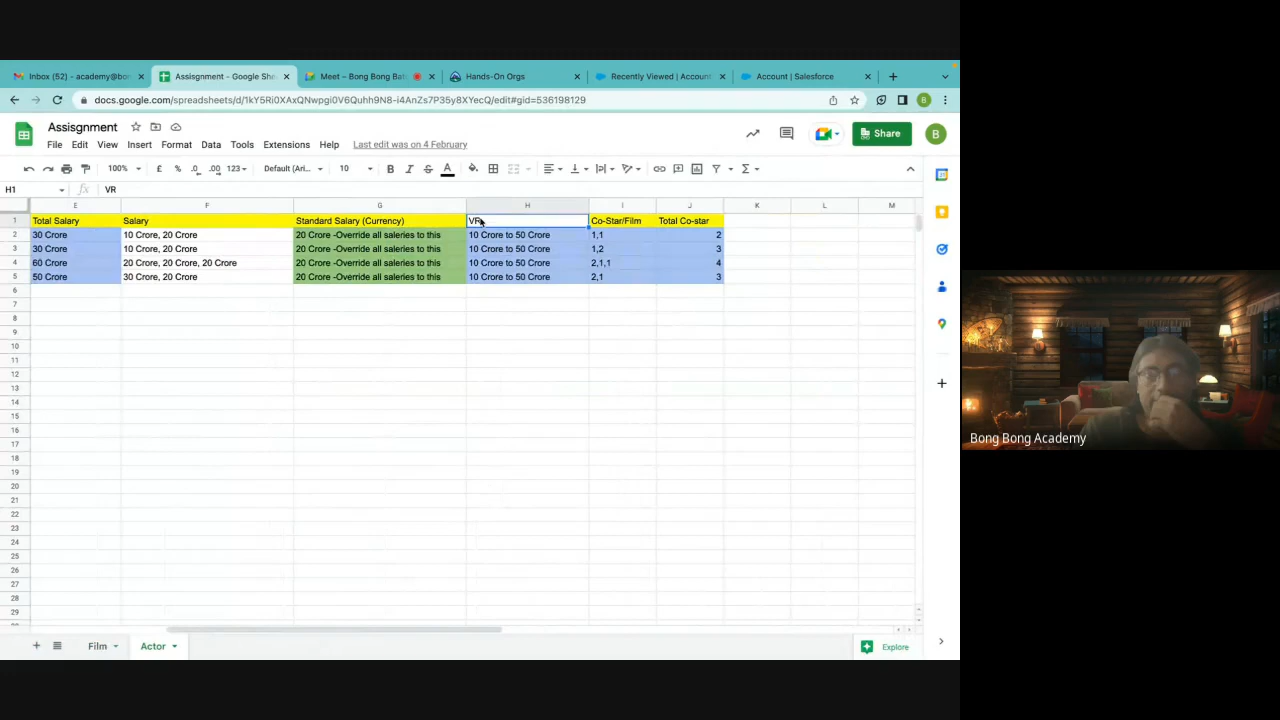 Inbox (52) - academy@bon
Assisgnment - Google She
Meet – Bong Bong Bat
Hands-On Orgs
Recently Viewed | Account
Account | Salesforce
docs.google.com/spreadsheets/d/1kY5Ri0XAxQNwpgi0V6Quhh9N8-i4AnZs7P35y8XYecQ/edit#gid=536198129
B
Assisgnment
File Edit View Insert Format Data Tools Extensions Help Last edit was on 4 February
Share
B
100% £ % .0 .00 123 Default (Ari... 10 B I S A
H1 fx VR
E F G H I J K L M
1 Total Salary Salary Standard Salary (Currency) VR Co-Star/Film Total Co-star
2 30 Crore 10 Crore, 20 Crore 20 Crore -Override all saleries to this 10 Crore to 50 Crore 1,1 2
3 30 Crore 10 Crore, 20 Crore 20 Crore -Override all saleries to this 10 Crore to 50 Crore 1,2 3
4 60 Crore 20 Crore, 20 Crore, 20 Crore 20 Crore -Override all saleries to this 10 Crore to 50 Crore 2,1,1 4
5 50 Crore 30 Crore, 20 Crore 20 Crore -Override all saleries to this 10 Crore to 50 Crore 2,1 3
6
7
8
9
10
11
12
13
14
15
16
17
18
19
20
21
22
23
24
25
26
27
28
29
Film Actor Explore
Bong Bong Academy